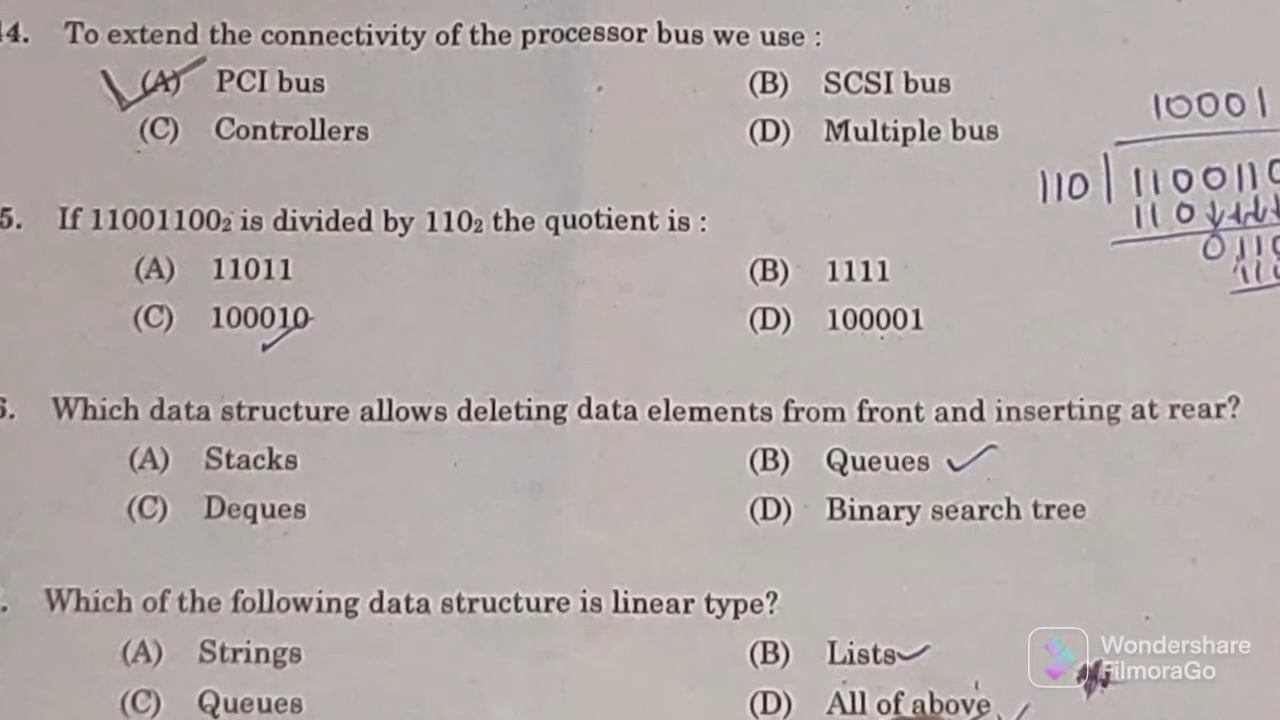 14. To extend the connectivity of the processor bus we use :
(A) PCI bus (B) SCSI bus
(C) Controllers (D) Multiple bus
5. If 11001100₂ is divided by 110₂ the quotient is :
(A) 11011 (B) 1111
(C) 100010 (D) 100001
6. Which data structure allows deleting data elements from front and inserting at rear?
(A) Stacks (B) Queues
(C) Deques (D) Binary search tree
. Which of the following data structure is linear type?
(A) Strings (B) Lists
(C) Queues (D) All of above
10001
110 1100110
110
0110
110
Wondershare
FilmoraGo